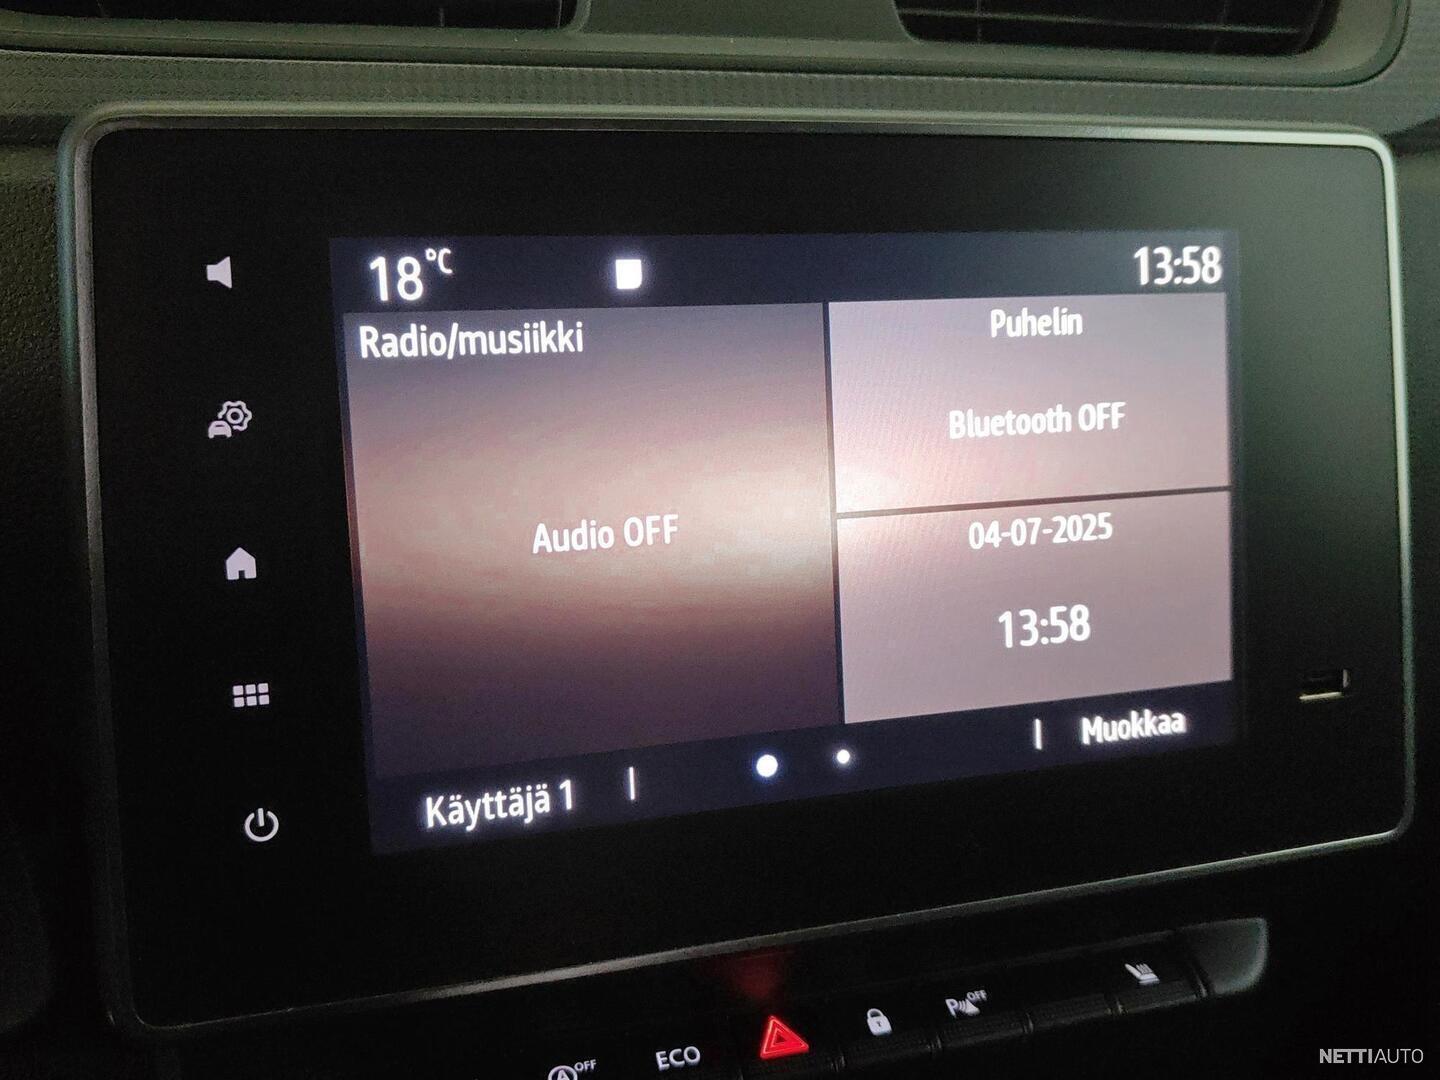 18°C
13:58
Radio/musiikki
Audio OFF
Puhelin
Bluetooth OFF
04-07-2025
13:58
Käyttäjä 1
Muokkaa
A OFF
ECO
P OFF
NETTIAUTO